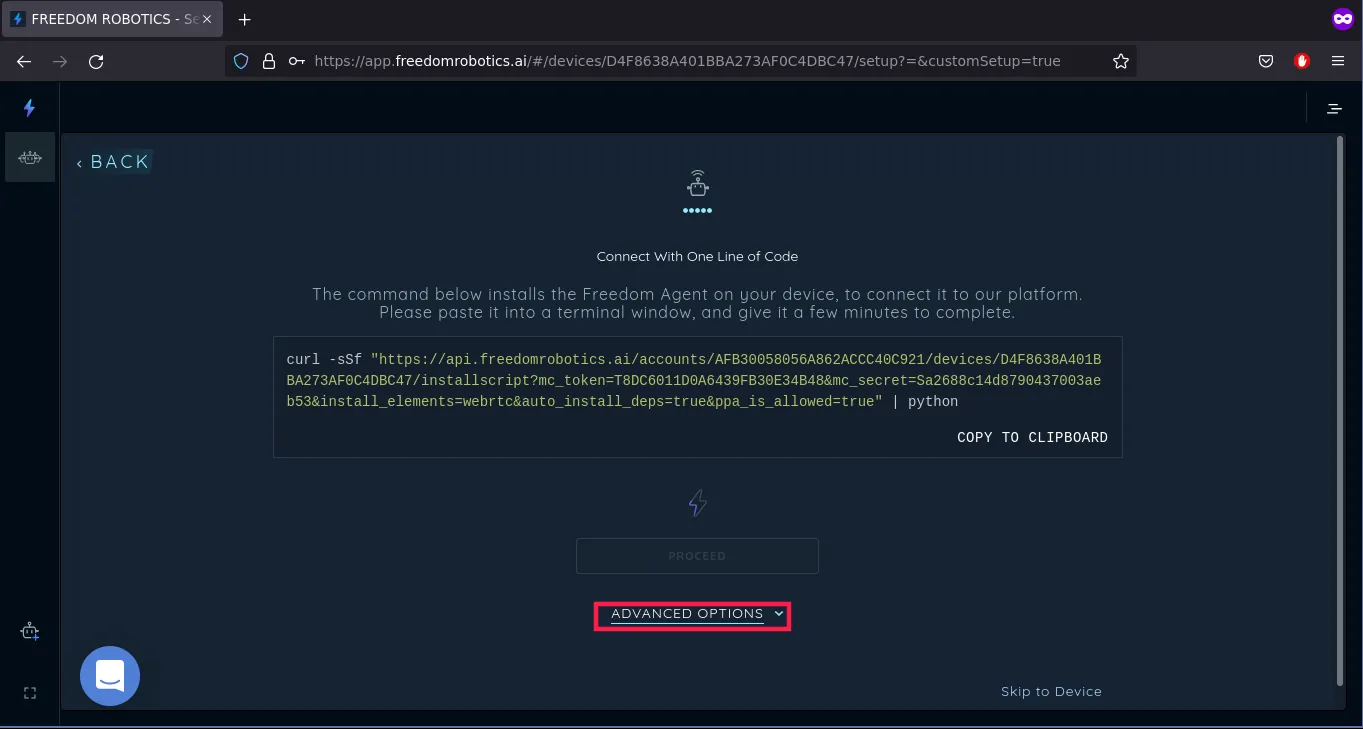 FREEDOM ROBOTICS - Se
https://app.freedomrobotics.ai/#/devices/D4F8638A401BBA273AF0C4DBC47/setup?=&customSetup=true
‹ BACK
Connect With One Line of Code
The command below installs the Freedom Agent on your device, to connect it to our platform.
Please paste it into a terminal window, and give it a few minutes to complete.
curl -sSf "https://api.freedomrobotics.ai/accounts/AFB30058056A862ACCC40C921/devices/D4F8638A401B
BA273AF0C4DBC47/installscript?mc_token=T8DC6011D0A6439FB30E34B48&mc_secret=Sa2688c14d8790437003ae
b53&install_elements=webrtc&auto_install_deps=true&ppa_is_allowed=true" | python
COPY TO CLIPBOARD
PROCEED
ADVANCED OPTIONS
Skip to Device